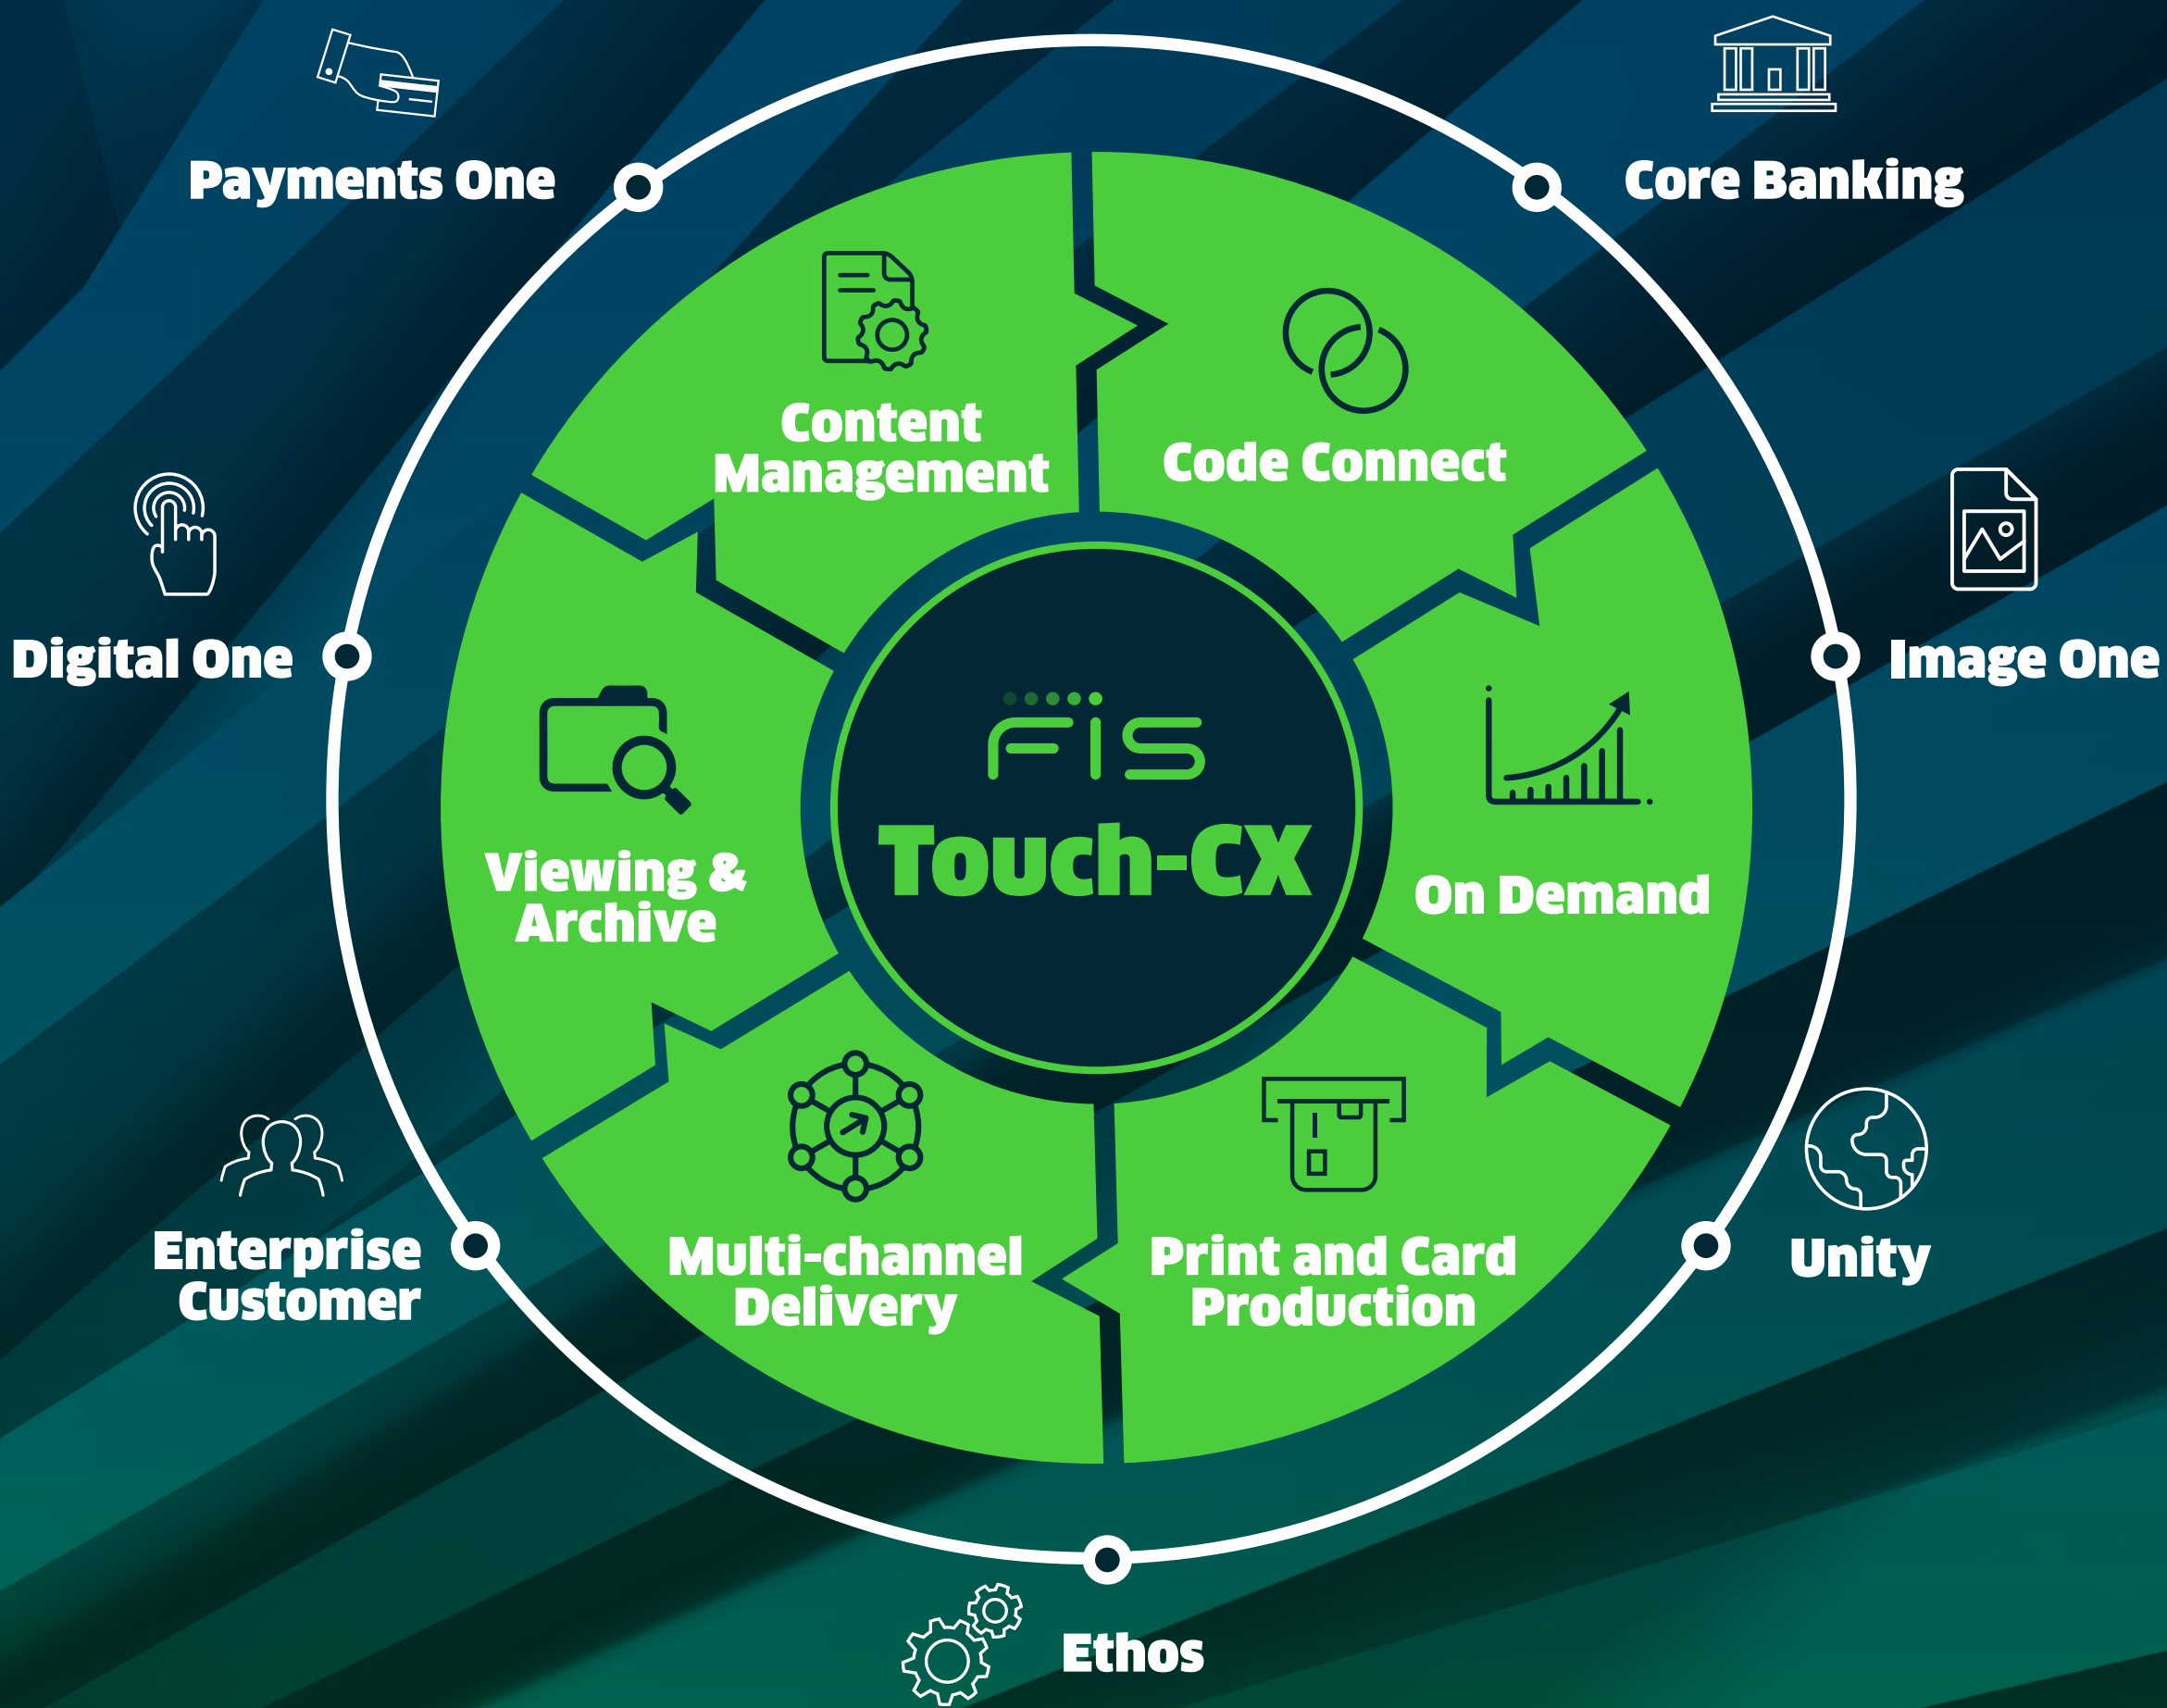 Payments One
Core Banking
Content
Management
Code Connect
Digital One
Image One
FIS
Touch-CX
Viewing &
Archive
On Demand
Enterprise
Customer
Multi-channel
Delivery
Print and Card
Production
Unity
Ethos